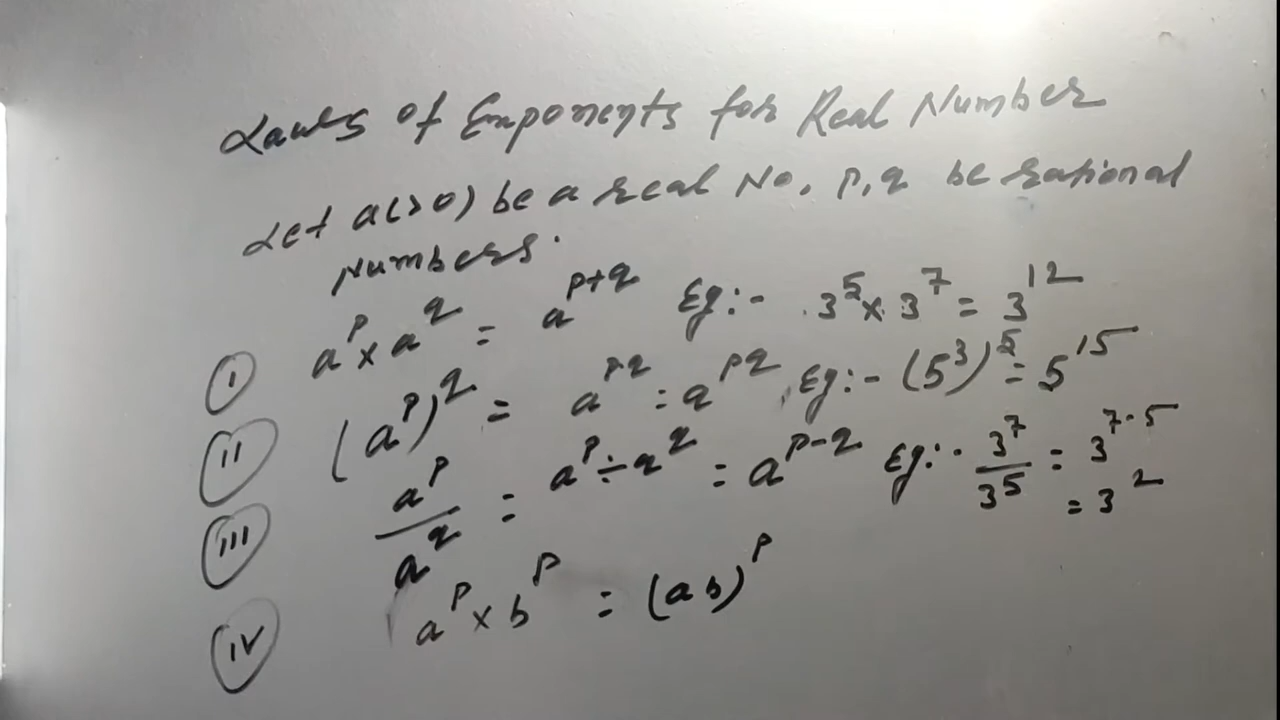 Laws of Exponents for Real Number
Let a(>0) be a real No. p,q be rational
Numbers.
(i) a^p × a^q = a^{p+q} Eg:- 3^5 × 3^7 = 3^12
(ii) (a^p)^q = a^{pq} = a^{pq}, Eg:- (5^3)^5 = 5^15
(iii) a^p/a^q = a^p ÷ a^q = a^{p-q} Eg:- 3^7/3^5 = 3^{7-5}
= 3^2
(iv) a^p × b^p = (ab)^p